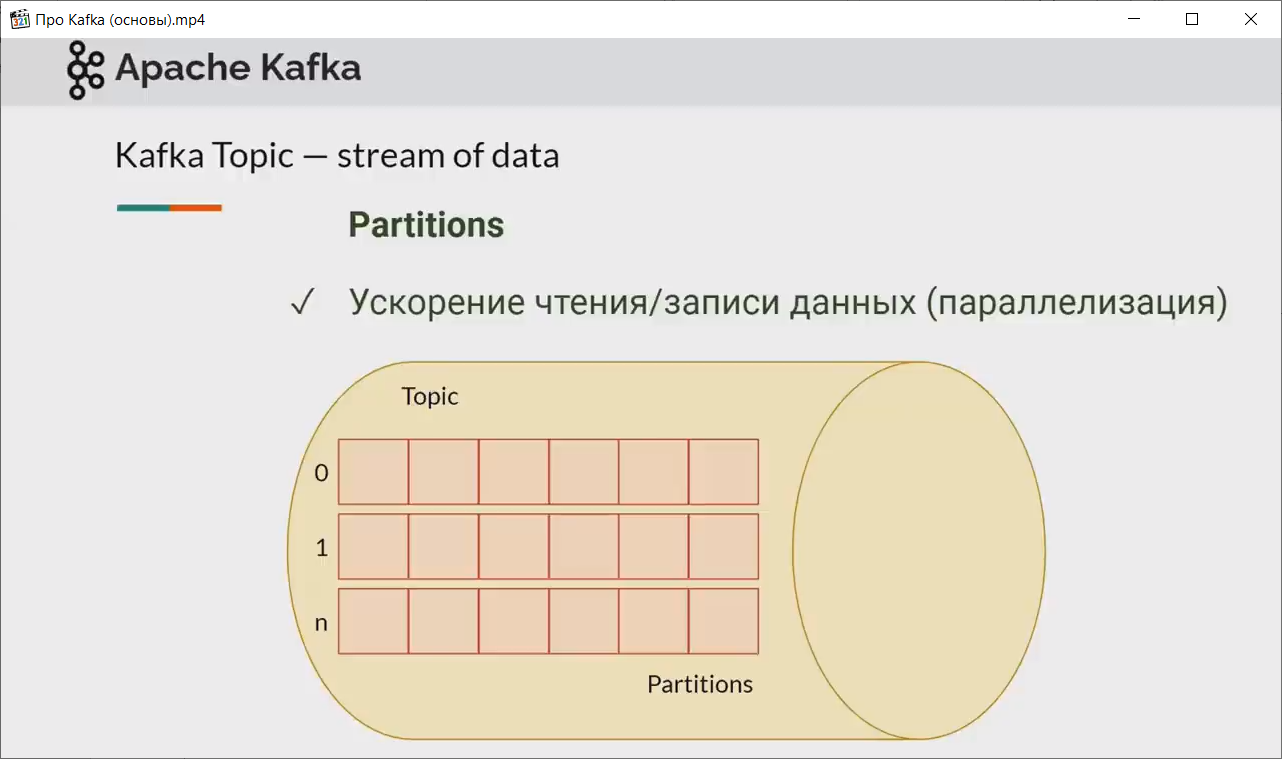 Про Kafka (основы).mp4
Apache Kafka
Kafka Topic — stream of data
Partitions
✓ Ускорение чтения/записи данных (параллелизация)
Topic
0
1
n
Partitions